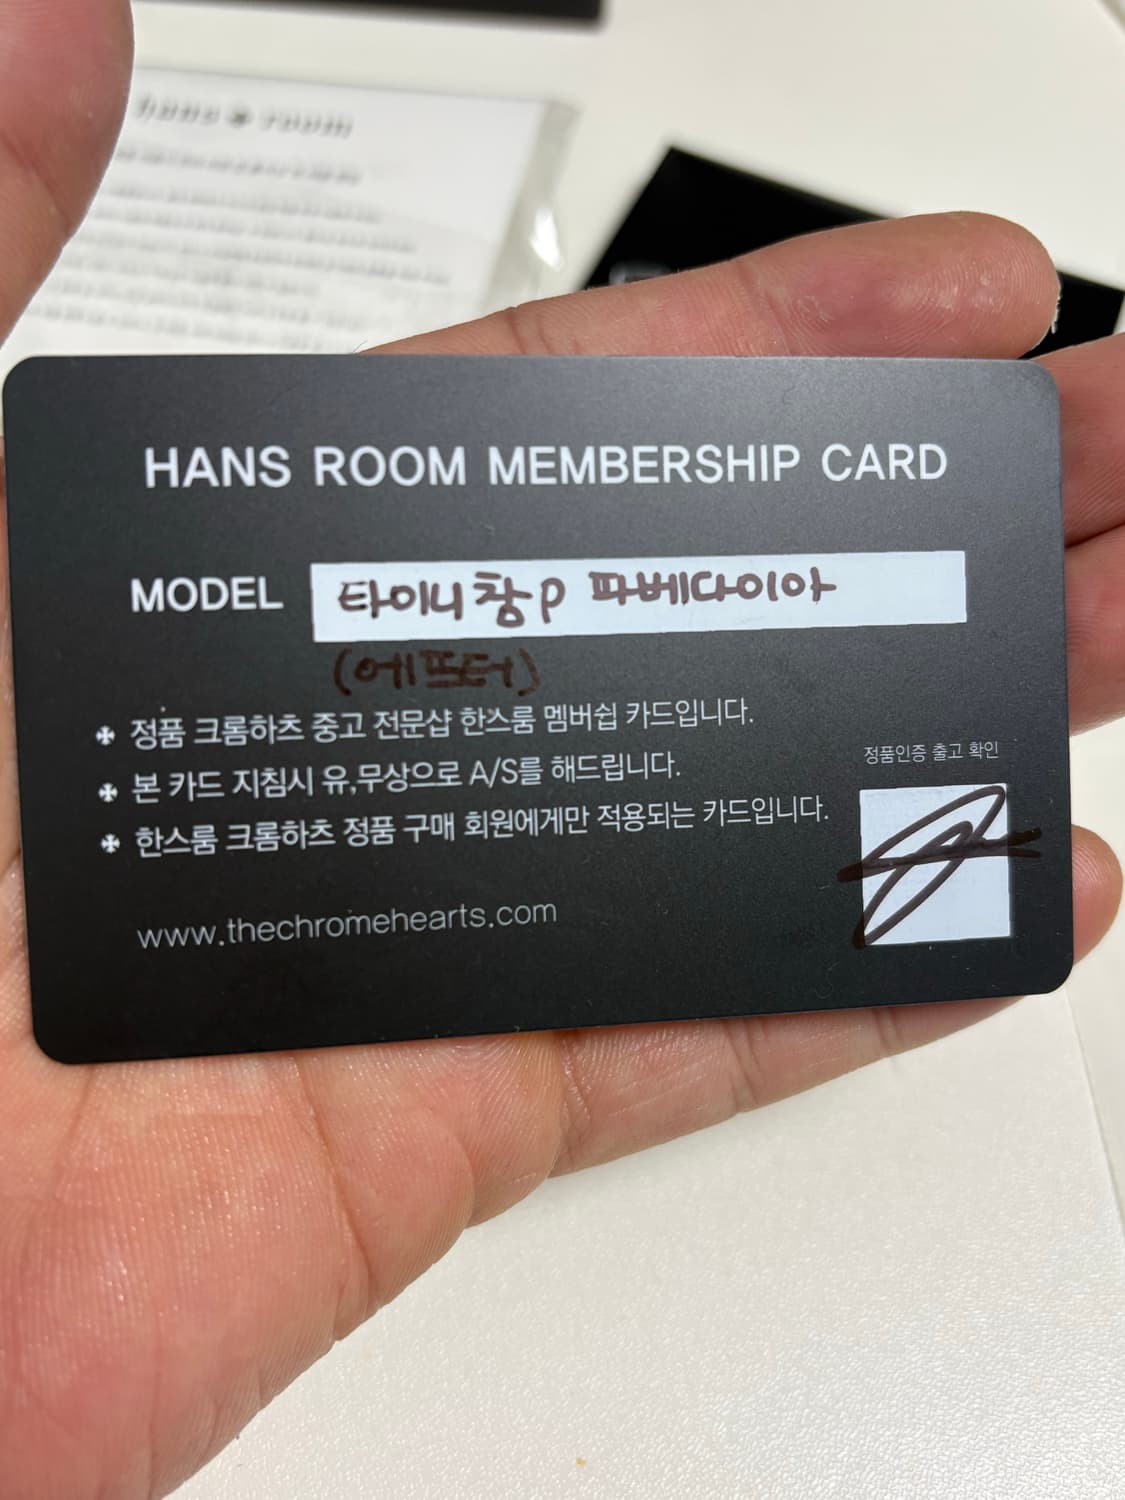 hans room
HANS ROOM MEMBERSHIP CARD
MODEL 타이니참P 파베다이아
(에프터)
정품 크롬하츠 중고 전문샵 한스룸 멤버쉽 카드입니다.
본 카드 지침시 유,무상으로 A/S를 해드립니다.
한스룸 크롬하츠 정품 구매 회원에게만 적용되는 카드입니다.
정품인증 출고 확인
www.thechromehearts.com